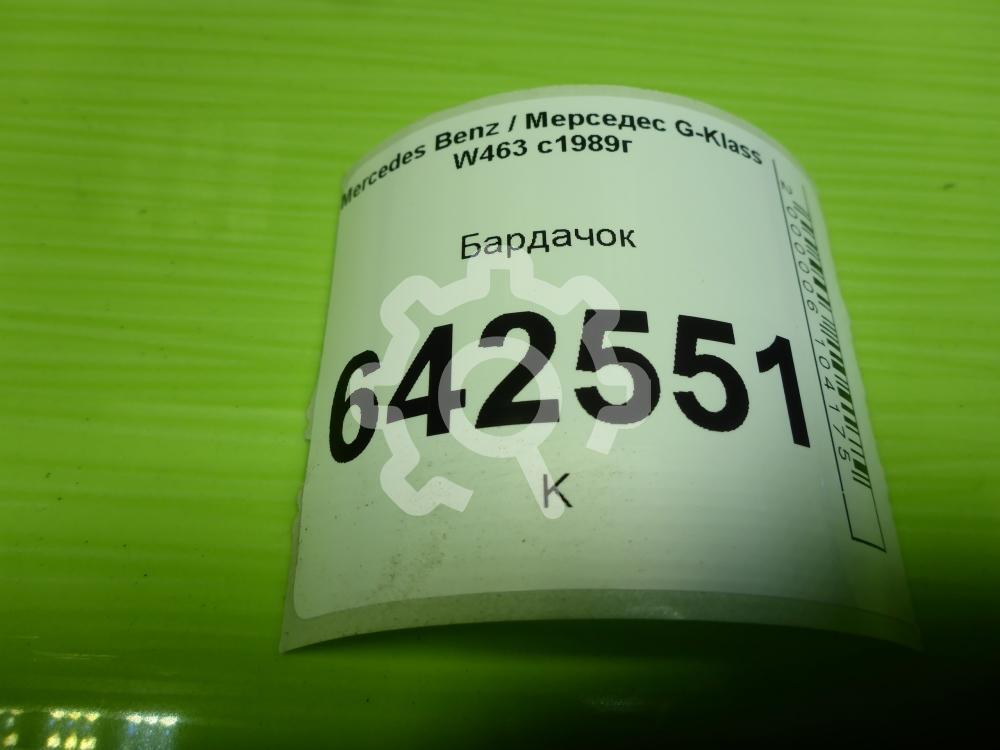 Mercedes Benz / Мерседес G-Klass
W463 с1989г
Бардачок
642551
К
2000006104175